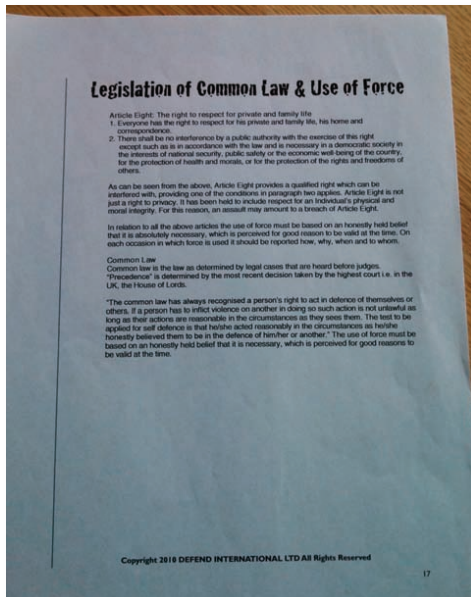 Legislation of Common Law & Use of Force
Article Eight: The right to respect for private and family life
1. Everyone has the right to respect for his private and family life, his home and
correspondence.
2. There shall be no interference by a public authority with the exercise of this right
except such as is in accordance with the law and is necessary in a democratic society in
the interests of national security, public safety or the economic well-being of the country,
for the protection of health and morals, or for the protection of the rights and freedoms of
others.
As can be seen from the above, Article Eight provides a qualified right which can be
interfered with, providing one of the conditions in paragraph two applies. Article Eight is not
just a right to privacy. It has been held to include respect for an Individual's physical and
moral integrity. For this reason, an assault may amount to a breach of Article Eight.
In relation to all the above articles the use of force must be based on an honestly held belief
that it is absolutely necessary, which is perceived for good reason to be valid at the time. On
each occasion in which force is used it should be reported how, why, when and to whom.
Common Law
Common law is the law as determined by legal cases that are heard before judges.
"Precedence" is determined by the most recent decision taken by the highest court i.e. in the
UK, the House of Lords.
"The common law has always recognised a person's right to act in defence of themselves or
others. If a person has to inflict violence on another in doing so such action is not unlawful as
long as their actions are reasonable in the circumstances as they sees them. The test to be
applied for self defence is that he/she acted reasonably in the circumstances as he/she
honestly believed them to be in the defence of him/her or another." The use of force must be
based on an honestly held belief that it is necessary, which is perceived for good reasons to
be valid at the time.
Copyright 2010 DEFEND INTERNATIONAL LTD All Rights Reserved
17